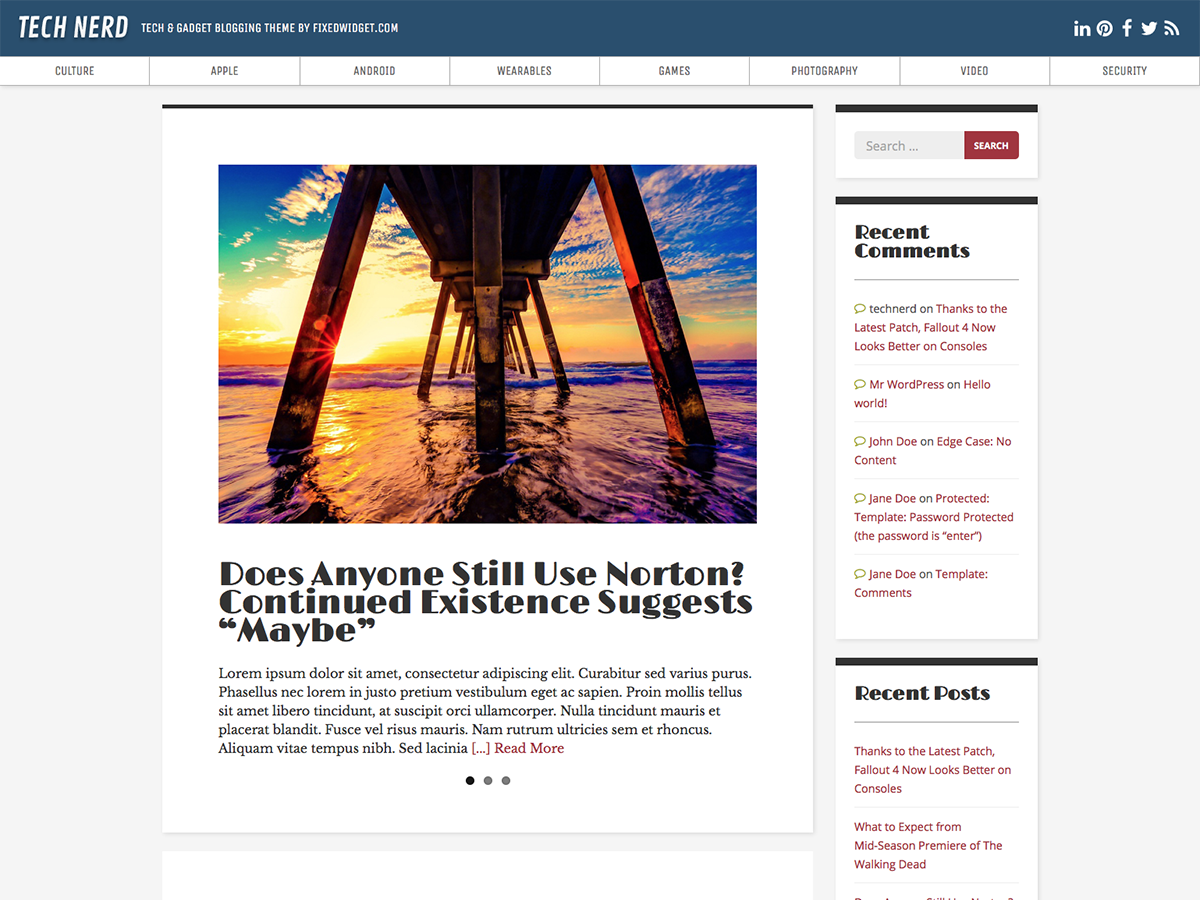 TECH NERD
TECH & GADGET BLOGGING THEME BY FIXEDWIDGET.COM
CULTURE
APPLE
ANDROID
WEARABLES
GAMES
PHOTOGRAPHY
VIDEO
SECURITY
Does Anyone Still Use Norton?
Continued Existence Suggests
“Maybe”
Lorem ipsum dolor sit amet, consectetur adipiscing elit. Curabitur sed varius purus.
Phasellus nec lorem in justo pretium vestibulum eget ac sapien. Proin mollis tellus
sit amet libero tincidunt, at suscipit orci ullamcorper. Nulla tincidunt mauris et
placerat blandit. Fusce vel risus mauris. Nam rutrum ultricies sem et rhoncus.
Aliquam vitae tempus nibh. Sed lacinia [...] Read More
Search ...
SEARCH
Recent
Comments
technerd on Thanks to the
Latest Patch, Fallout 4 Now
Looks Better on Consoles
Mr WordPress on Hello
world!
John Doe on Edge Case: No
Content
Jane Doe on Protected:
Template: Password Protected
(the password is “enter”)
Jane Doe on Template:
Comments
Recent Posts
Thanks to the Latest Patch,
Fallout 4 Now Looks Better on
Consoles
What to Expect from
Mid-Season Premiere of The
Walking Dead